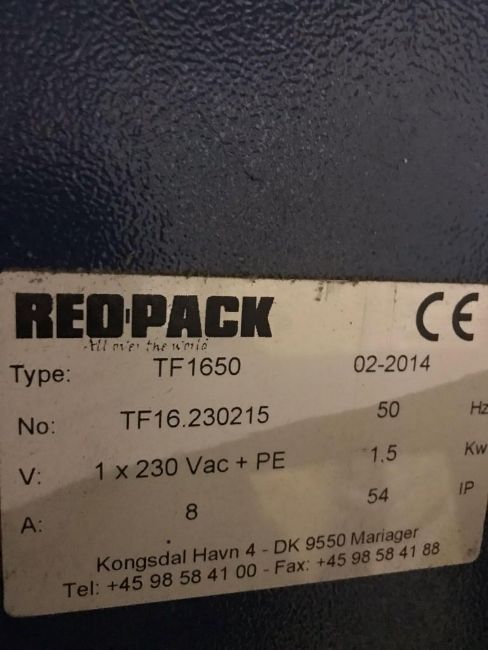 REO-PACK CE
All over the world
Type: TF1650 02-2014
No: TF16.230215 50 Hz
V: 1 x 230 Vac + PE 1,5 Kw
A: 8 54 IP
Kongsdal Havn 4 - DK 9550 Mariager
Tel: +45 98 58 41 00 - Fax: +45 98 58 41 88